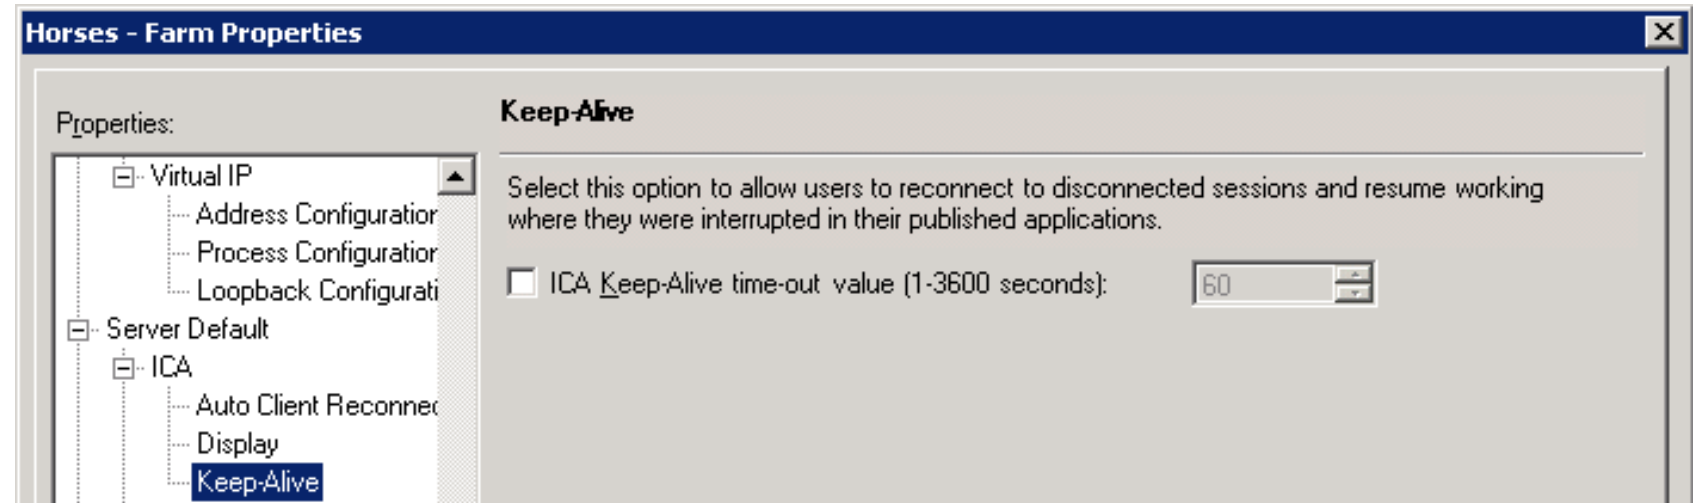 Horses - Farm Properties
Properties:
Virtual IP
Address Configuration
Process Configuration
Loopback Configurati
Server Default
ICA
Auto Client Reconnec
Display
Keep-Alive
Keep-Alive
Select this option to allow users to reconnect to disconnected sessions and resume working
where they were interrupted in their published applications.
ICA Keep-Alive time-out value (1-3600 seconds):
60